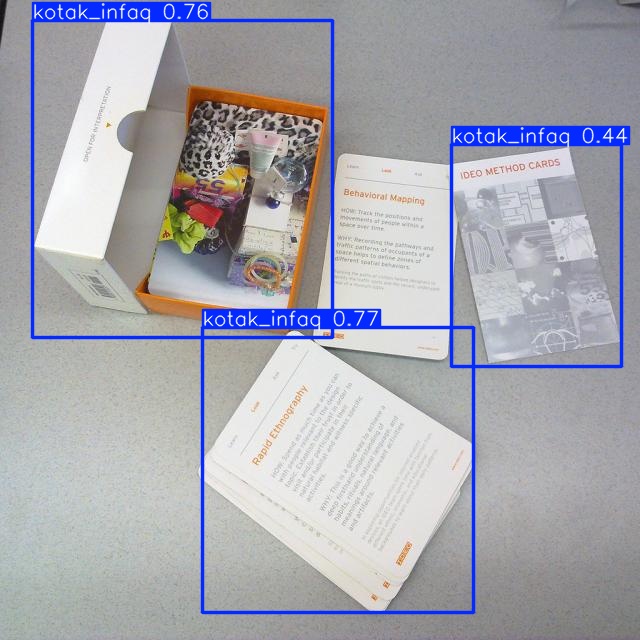 kotak_infaq 0.76
OPEN FOR INTERPRETATION
kotak_infaq 0.44
IDEO METHOD CARDS
Learn Look Ask
Behavioral Mapping
HOW: Track the positions and
movements of people within a
space over time.
WHY: Recording the pathways and
traffic patterns of occupants of a
space helps to define zones of
different spatial behaviors.
kotak_infaq 0.77
Learn Look Ask Try
Rapid Ethnography
HOW: Spend as much time as you can
with people relevant to the design
topic. Establish their trust in order to
visit and/or participate in their
natural habitat and witness specific
activities.
WHY: This is a good way to achieve a
deep firsthand understanding of
habits, rituals, natural language, and
meanings around relevant activities
and artifacts.
IDEO